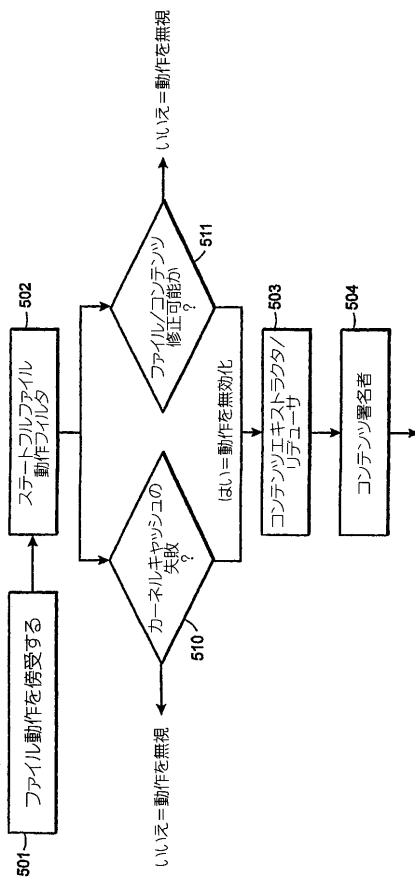 501
ファイル動作を傍受する
502
ステートフルファイル
動作フィルタ
カーネルキャッシュの
失敗
?
510
いいえ=動作を無視
ファイル/コンテンツ
修正可能か
?
511
いいえ=動作を無視
(はい=動作を無効化
503
コンテンツエキストラクタ/
リデューサ
504
コンテンツ署名者